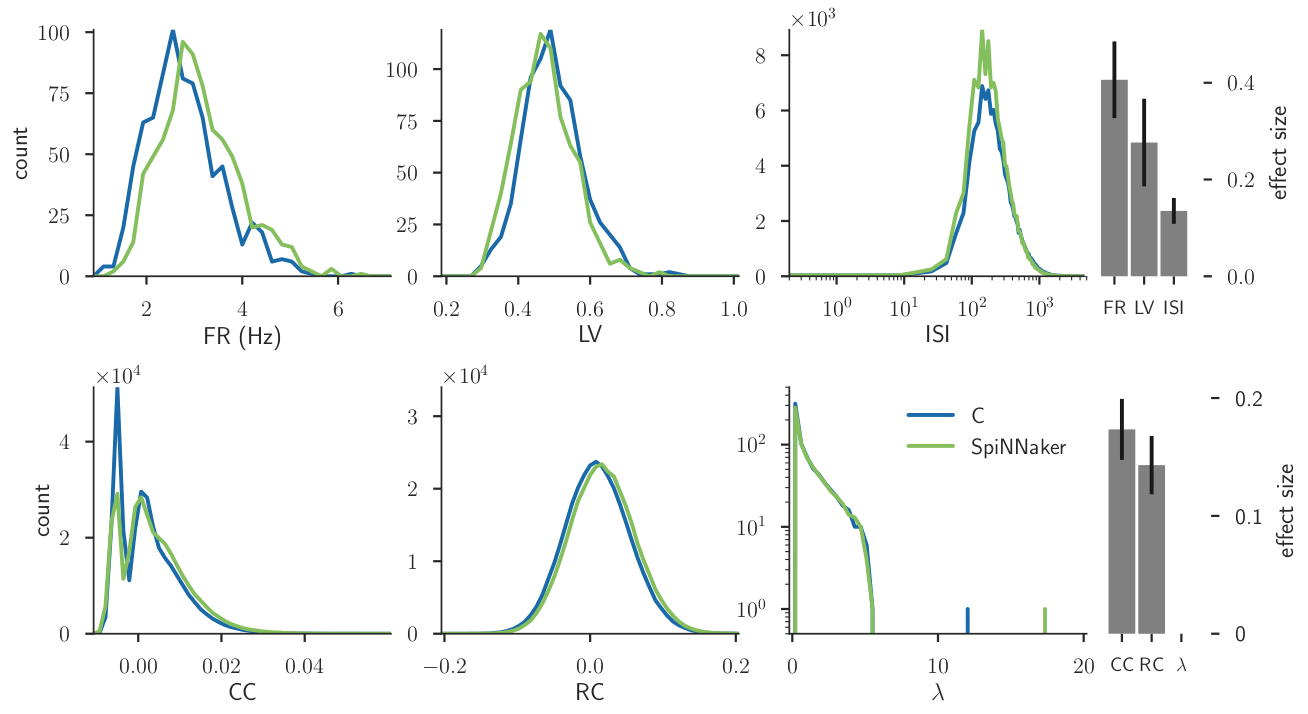 ×10³
100
75
50
25
0
count
2 4 6
FR (Hz)
100
75
50
25
0
0.2 0.4 0.6 0.8 1.0
LV
8
6
4
2
0
10⁰ 10¹ 10² 10³
ISI
0.4
0.2
0.0
effect size
FR LV ISI
×10⁴
4
2
0
count
0.00 0.02 0.04
CC
×10⁴
3
2
1
0
−0.2 0.0 0.2
RC
10²
10¹
10⁰
C
SpiNNaker
0 10 20
λ
0.2
0.1
0
effect size
CC RC λ